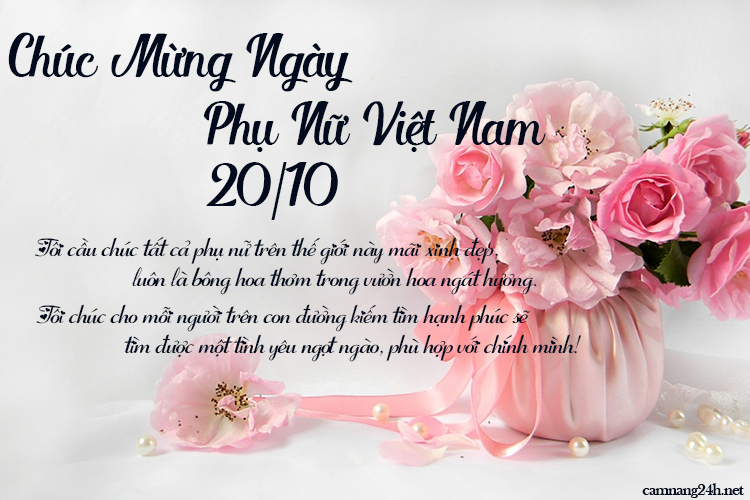 Chúc Mừng Ngày
Phụ Nữ Việt Nam
20/10
Tôi cầu chúc tất cả phụ nữ trên thế giới này mãi xinh đẹp,
luôn là bông hoa thơm trong vườn hoa ngát hương.
Tôi chúc cho mỗi người trên con đường kiếm tìm hạnh phúc sẽ
tìm được một tình yêu ngọt ngào, phù hợp với chính mình!
camnang24h.net